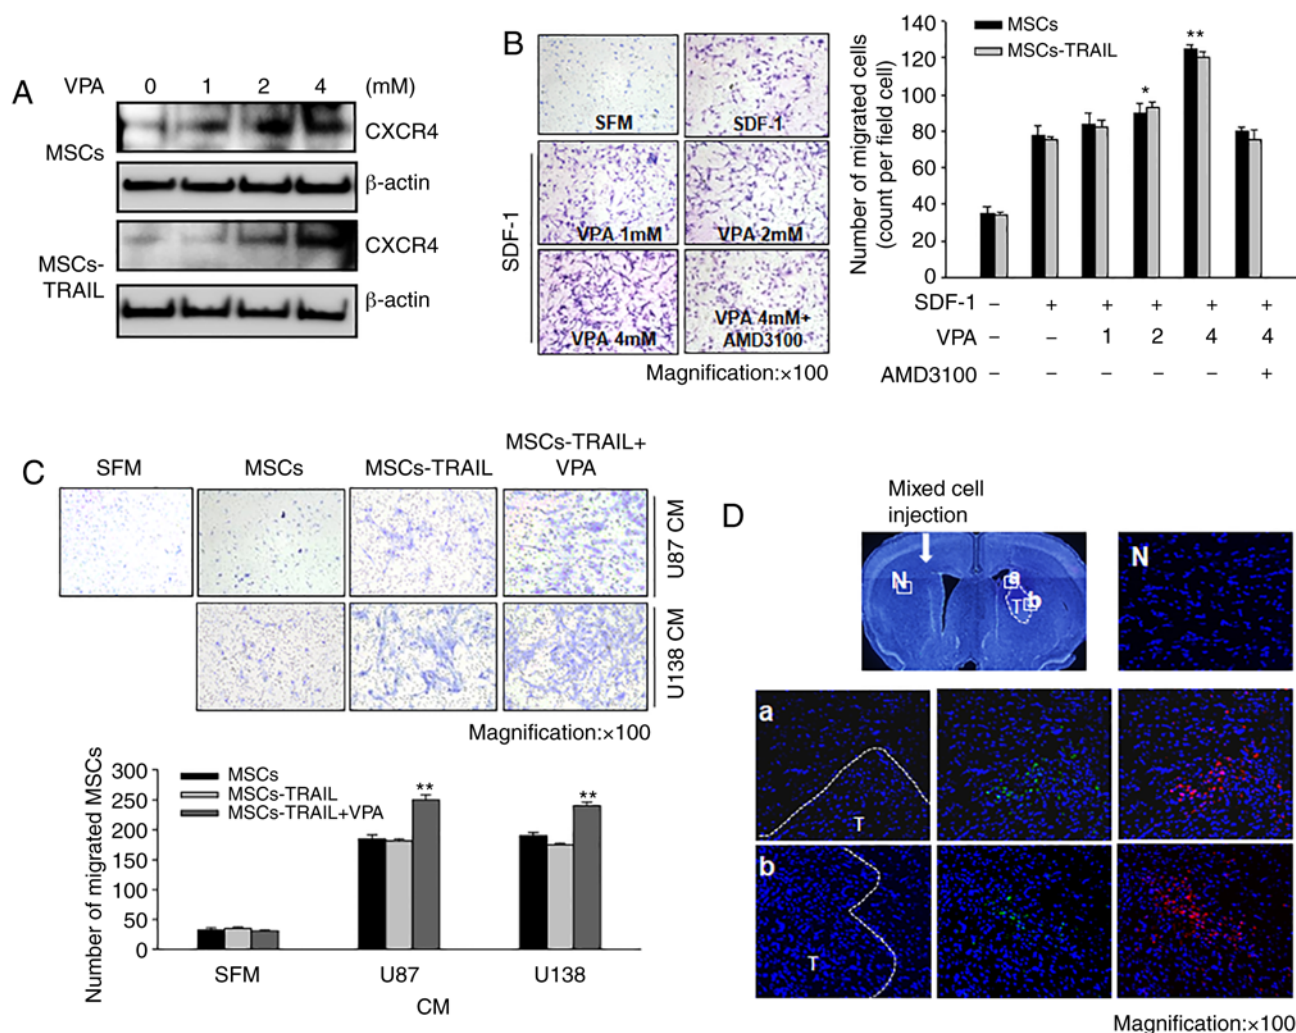 A
VPA 0 1 2 4 (mM)
MSCs
CXCR4
β-actin
MSCs-
TRAIL
CXCR4
β-actin
B
SFM
SDF-1
SDF-1
VPA 1mM
VPA 2mM
VPA 4mM
VPA 4mM+
AMD3100
Magnification:×100
Number of migrated cells
(count per field cell)
MSCs
MSCs-TRAIL
140
120
100
80
60
40
20
0
*
**
SDF-1 – + + + + +
VPA – – 1 2 4 4
AMD3100 – – – – – +
C
SFM
MSCs
MSCs-TRAIL
MSCs-TRAIL+
VPA
U87 CM
U138 CM
Magnification:×100
Number of migrated MSCs
300
250
200
150
100
50
0
MSCs
MSCs-TRAIL
MSCs-TRAIL+VPA
**
**
SFM U87 U138
CM
D
Mixed cell
injection
N
a
T
b
N
a
T
b
T
Magnification:×100